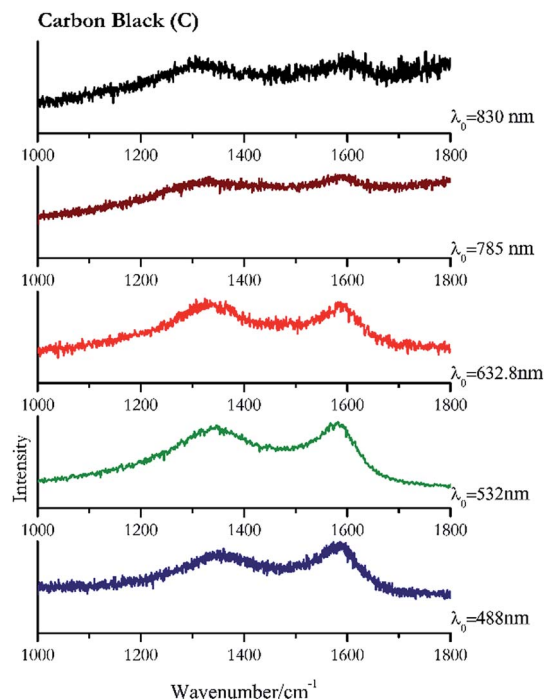 Carbon Black (C)
λ₀=830 nm
1000 1200 1400 1600 1800
λ₀=785 nm
1000 1200 1400 1600 1800
λ₀=632.8nm
1000 1200 1400 1600 1800
Intensity
λ₀=532nm
1000 1200 1400 1600 1800
λ₀=488nm
1000 1200 1400 1600 1800
Wavenumber/cm⁻¹